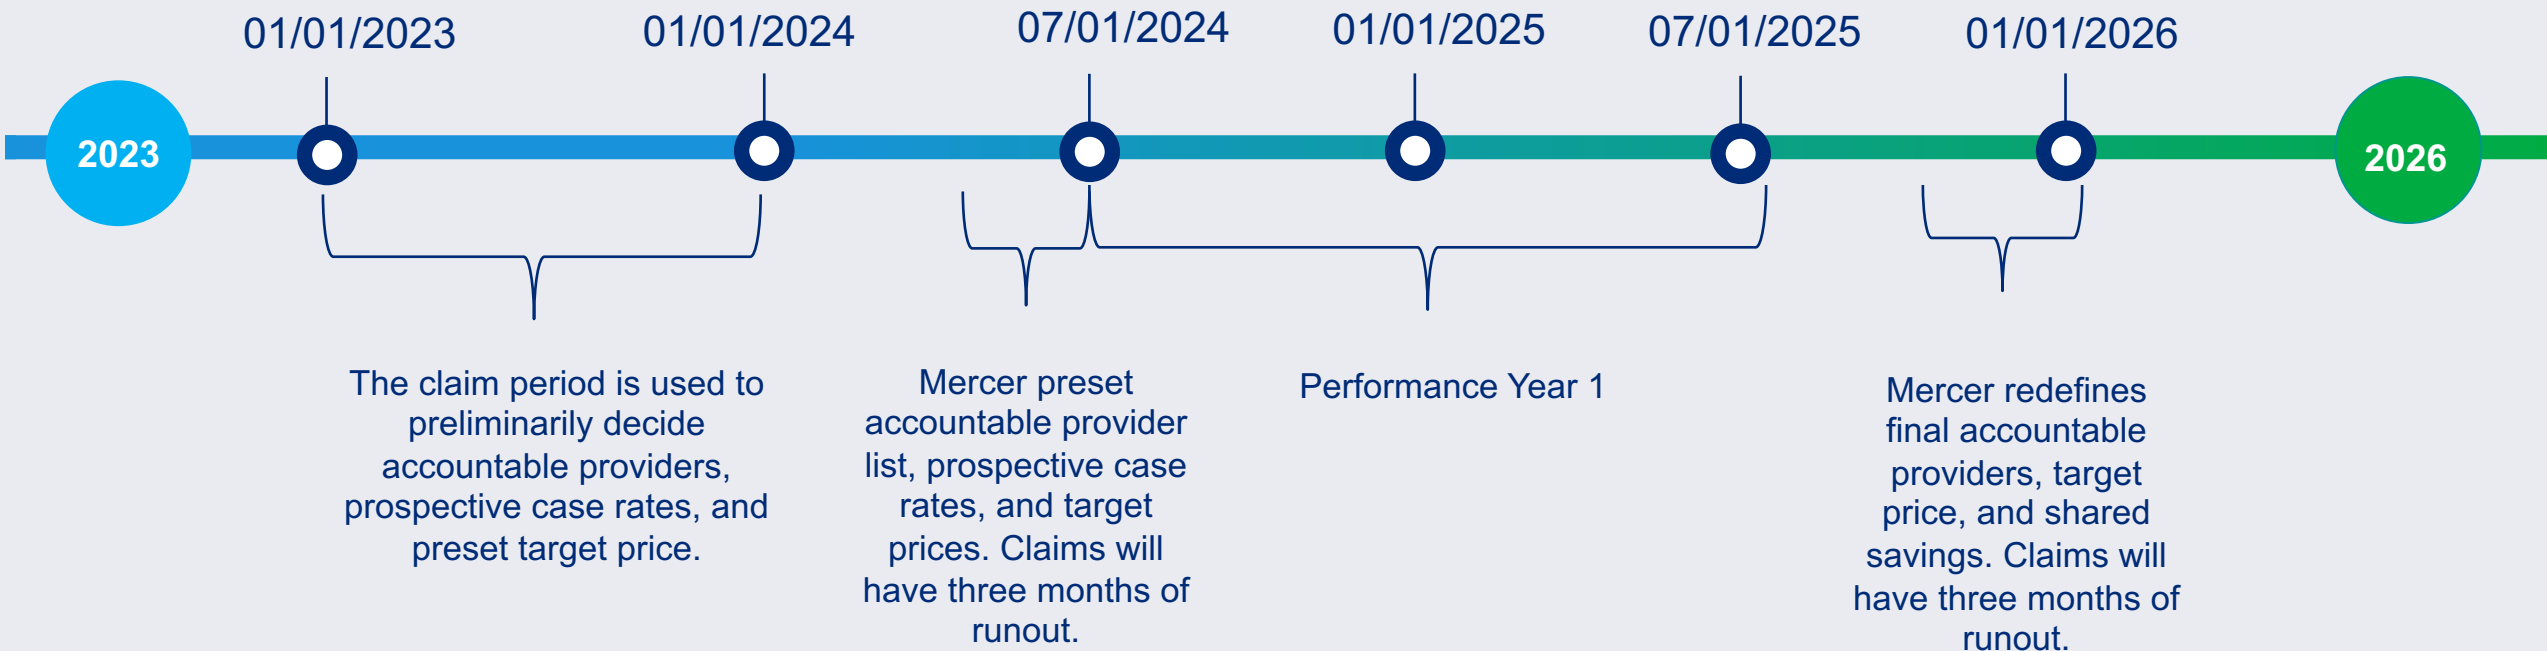 01/01/2023
01/01/2024
07/01/2024
01/01/2025
07/01/2025
01/01/2026
2023
2026
The claim period is used to
preliminarily decide
accountable providers,
prospective case rates, and
preset target price.
Mercer preset
accountable provider
list, prospective case
rates, and target
prices. Claims will
have three months of
runout.
Performance Year 1
Mercer redefines
final accountable
providers, target
price, and shared
savings. Claims will
have three months of
runout.